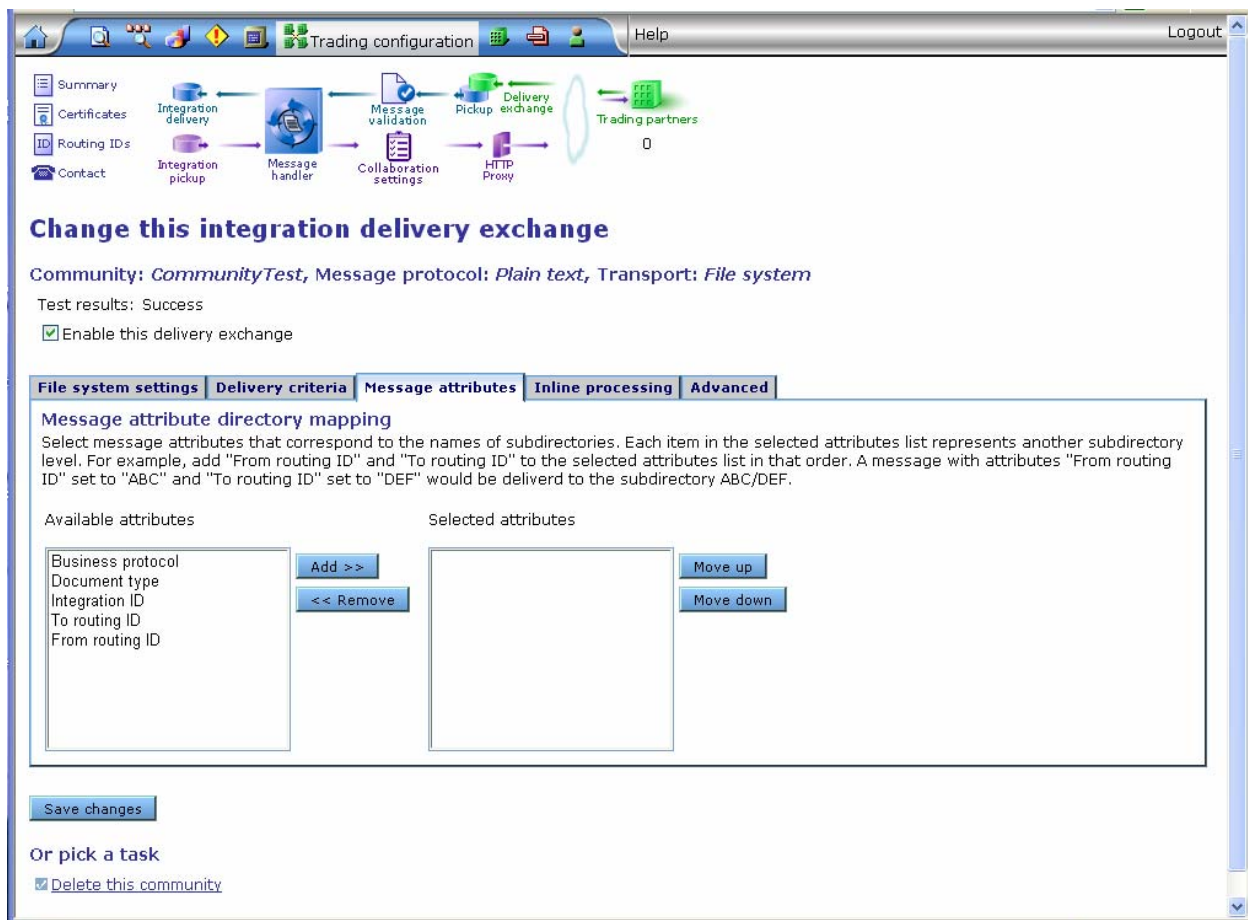 Trading configuration
Help
Logout
Summary
Certificates
ID Routing IDs
Contact
Integration delivery
Integration pickup
Message handler
Message validation
Collaboration settings
Pickup
Delivery exchange
HTTP Proxy
Trading partners
0
Change this integration delivery exchange
Community: CommunityTest, Message protocol: Plain text, Transport: File system
Test results: Success
Enable this delivery exchange
File system settings
Delivery criteria
Message attributes
Inline processing
Advanced
Message attribute directory mapping
Select message attributes that correspond to the names of subdirectories. Each item in the selected attributes list represents another subdirectory
level. For example, add "From routing ID" and "To routing ID" to the selected attributes list in that order. A message with attributes "From routing
ID" set to "ABC" and "To routing ID" set to "DEF" would be deliverd to the subdirectory ABC/DEF.
Available attributes
Selected attributes
Business protocol
Document type
Integration ID
To routing ID
From routing ID
Add >>
<< Remove
Move up
Move down
Save changes
Or pick a task
Delete this community